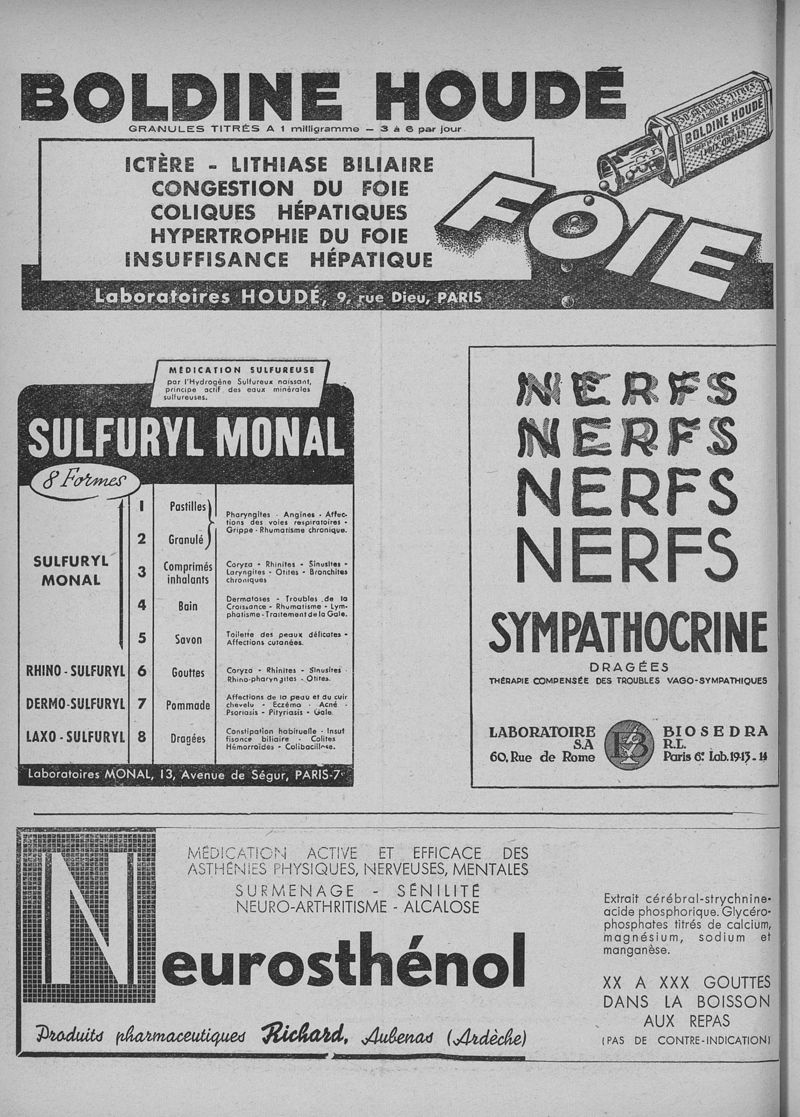 BOLDINE HOUDÉ
GRANULES TITRÉS A 1 milligramme - 3 à 6 par jour.
ICTÈRE - LITHIASE BILIAIRE
CONGESTION DU FOIE
COLIQUES HÉPATIQUES
HYPERTROPHIE DU FOIE
INSUFFISANCE HÉPATIQUE
BOLDINE HOUDÉ
FOIE
Laboratoires HOUDÉ, 9, rue Dieu, PARIS
MÉDICATION SULFUREUSE
par l'Hydrogène Sulfureux naissant,
principe actif des eaux minérales
sulfureuses.
SULFURYL MONAL
8 Formes
SULFURYL
MONAL
1 Pastilles
2 Granulé
Pharyngites - Angines - Affec-
tions des voies respiratoires -
Grippe - Rhumatisme chronique.
3 Comprimés
inhalants
Coryza - Rhinites - Sinusites -
Laryngites - Otites - Bronchites
chroniques
4 Bain
Dermatoses - Troubles de la
Croissance - Rhumatisme - Lym-
phatisme - Traitement de la Gale.
5 Savon
Toilette des peaux délicates -
Affections cutanées.
RHINO-SULFURYL 6 Gouttes
Coryza - Rhinites - Sinusites -
Rhino-pharyngites - Otites.
DERMO-SULFURYL 7 Pommade
Affections de la peau et du cuir
chevelu - Eczéma - Acné -
Psoriasis - Pityriasis - Gale.
LAXO-SULFURYL 8 Dragées
Constipation habituelle - Insuf
fisance biliaire - Colites
Hémorroïdes - Colibacillose.
Laboratoires MONAL, 13, Avenue de Ségur, PARIS-7e
NERFS
NERFS
NERFS
NERFS
SYMPATHOCRINE
DRAGÉES
THÉRAPIE COMPENSÉE DES TROUBLES VAGO-SYMPATHIQUES
LABORATOIRE BIOSEDRA
S.A R.L.
60, Rue de Rome Paris 8e. Lab. 19-13-14
MÉDICATION ACTIVE ET EFFICACE DES
ASTHÉNIES PHYSIQUES, NERVEUSES, MENTALES
SURMENAGE - SÉNILITÉ
NEURO-ARTHRITISME - ALCALOSE
Neurosthénol
Produits pharmaceutiques Richard, Aubenas (Ardèche)
Extrait cérébral-strychnine-
acide phosphorique. Glycéro-
phosphates titrés de calcium,
magnésium, sodium et
manganèse.
XX A XXX GOUTTES
DANS LA BOISSON
AUX REPAS
(PAS DE CONTRE-INDICATION)